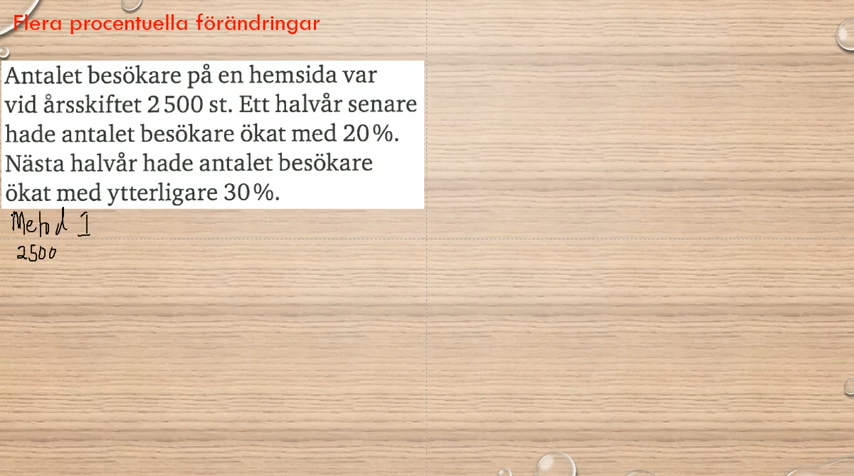 Flera procentuella förändringar
Antalet besökare på en hemsida var
vid årsskiftet 2 500 st. Ett halvår senare
hade antalet besökare ökat med 20 %.
Nästa halvår hade antalet besökare
ökat med ytterligare 30 %.
Metod 1
2500